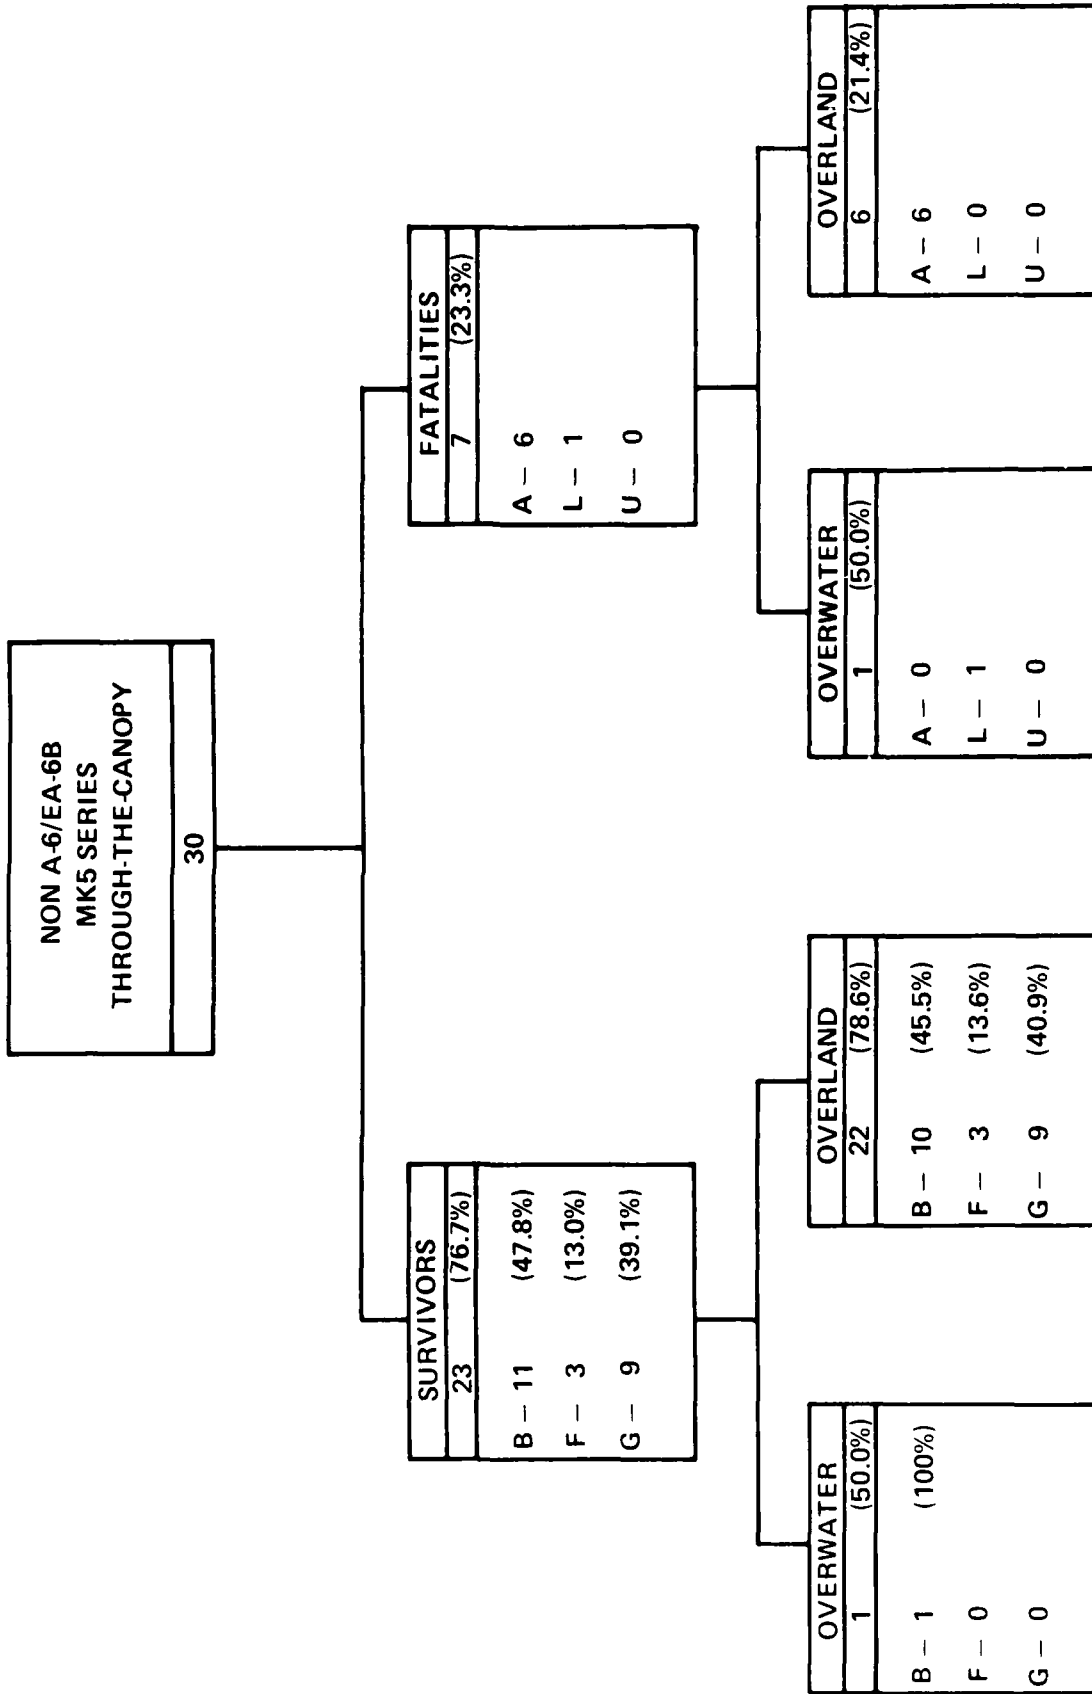 NON A-6/EA-6B
MK5 SERIES
THROUGH-THE-CANOPY
30
SURVIVORS
23 (76.7%)
B – 11 (47.8%)
F – 3 (13.0%)
G – 9 (39.1%)
FATALITIES
7 (23.3%)
A – 6
L – 1
U – 0
OVERWATER
1 (50.0%)
B – 1 (100%)
F – 0
G – 0
OVERLAND
22 (78.6%)
B – 10 (45.5%)
F – 3 (13.6%)
G – 9 (40.9%)
OVERWATER
1 (50.0%)
A – 0
L – 1
U – 0
OVERLAND
6 (21.4%)
A – 6
L – 0
U – 0